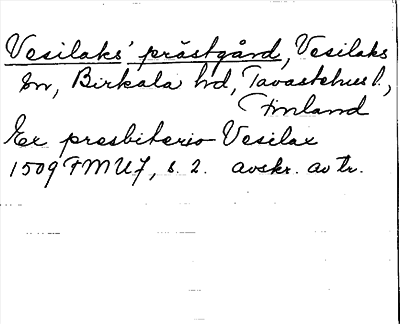 Vesilaks' prästgård, Vesilaks
sn, Birkala hd, Tavastehus l.,
Finland
Ex presbiterio Vesilax
1509 FMU 7, s. 2. avskr. av tr.